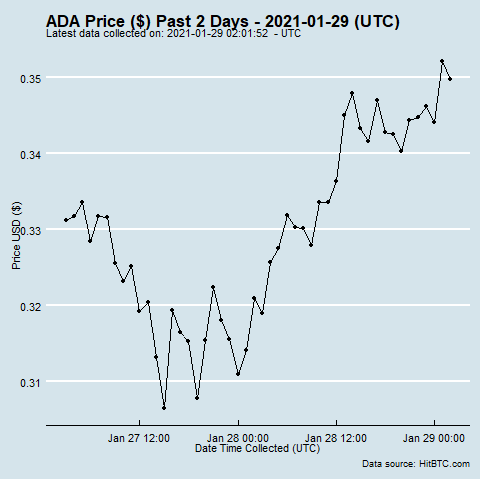 ADA Price ($) Past 2 Days - 2021-01-29 (UTC)
Latest data collected on: 2021-01-29 02:01:52 - UTC
0.35
0.34
0.33
0.32
0.31
Price USD ($)
Jan 27 12:00 Jan 28 00:00 Jan 28 12:00 Jan 29 00:00
Date Time Collected (UTC)
Data source: HitBTC.com